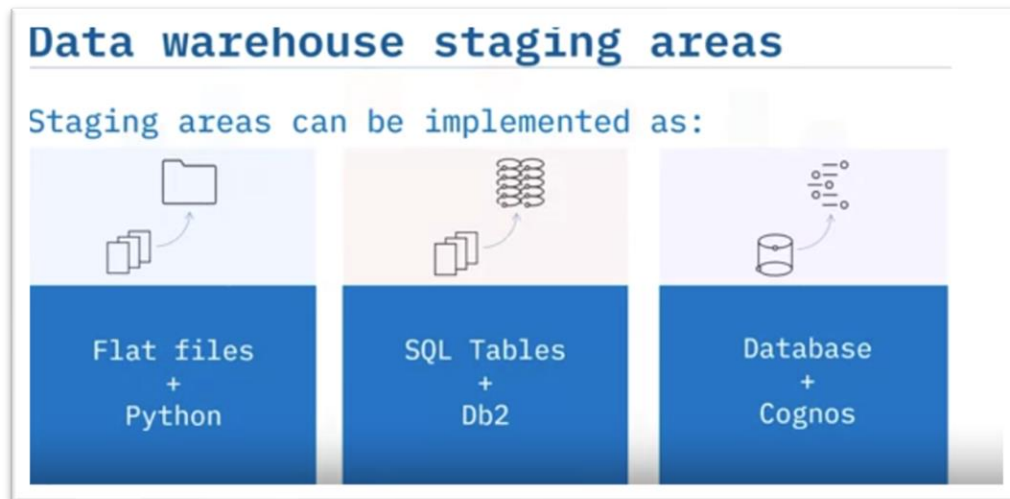 Data warehouse staging areas
Staging areas can be implemented as:
Flat files
+
Python
SQL Tables
+
Db2
Database
+
Cognos